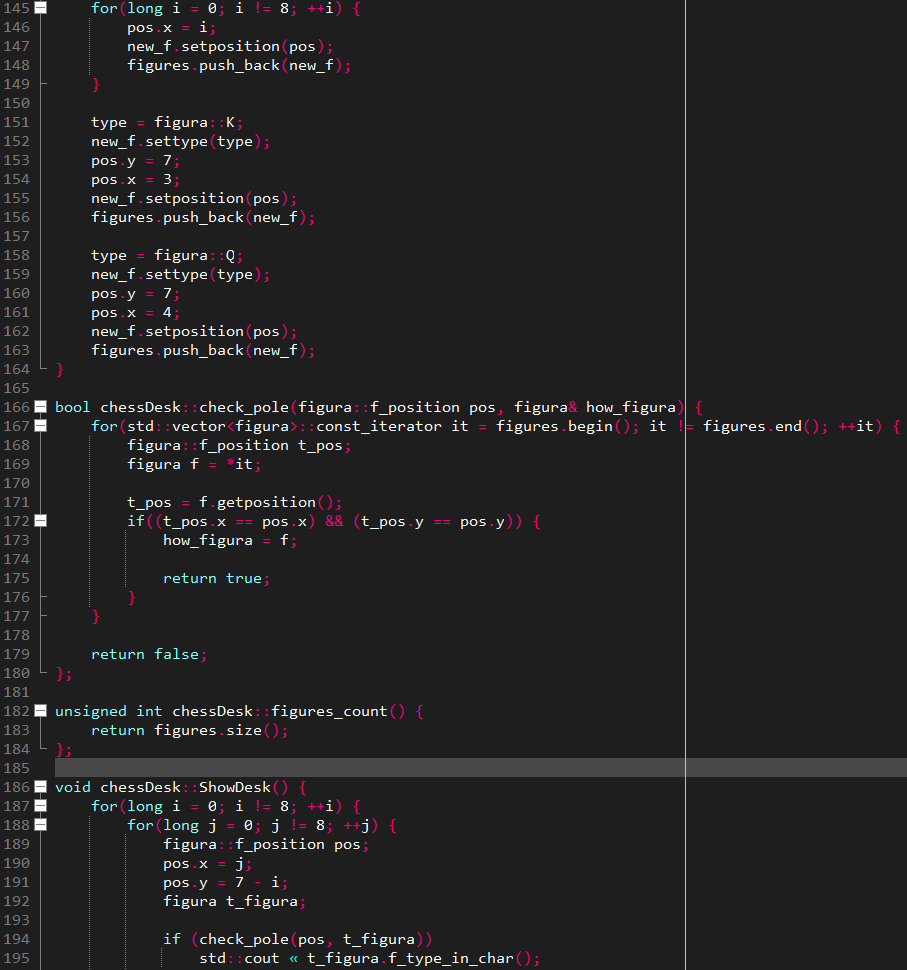 145 for(long i = 0; i != 8; ++i) {
146 pos.x = i;
147 new_f.setposition(pos);
148 figures.push_back(new_f);
149 }
150
151 type = figura::K;
152 new_f.settype(type);
153 pos.y = 7;
154 pos.x = 3;
155 new_f.setposition(pos);
156 figures.push_back(new_f);
157
158 type = figura::Q;
159 new_f.settype(type);
160 pos.y = 7;
161 pos.x = 4;
162 new_f.setposition(pos);
163 figures.push_back(new_f);
164 }
165
166 bool chessDesk::check_pole(figura::f_position pos, figura& how_figura) {
167 for(std::vector<figura>::const_iterator it = figures.begin(); it != figures.end(); ++it) {
168 figura::f_position t_pos;
169 figura f = *it;
170
171 t_pos = f.getposition();
172 if((t_pos.x == pos.x) && (t_pos.y == pos.y)) {
173 how_figura = f;
174
175 return true;
176 }
177 }
178
179 return false;
180 };
181
182 unsigned int chessDesk::figures_count() {
183 return figures.size();
184 };
185
186 void chessDesk::ShowDesk() {
187 for(long i = 0; i != 8; ++i) {
188 for(long j = 0; j != 8; ++j) {
189 figura::f_position pos;
190 pos.x = j;
191 pos.y = 7 - i;
192 figura t_figura;
193
194 if (check_pole(pos, t_figura))
195 std::cout « t_figura.f_type_in_char();